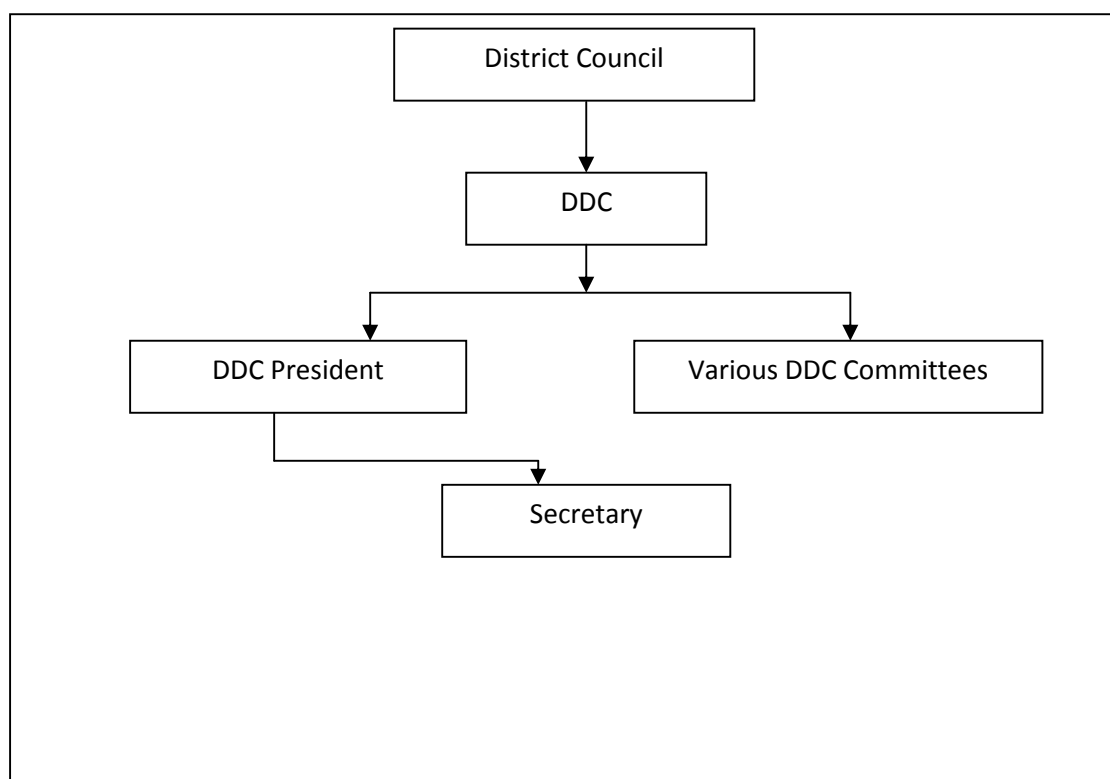 District Council
DDC
DDC President
Various DDC Committees
Secretary